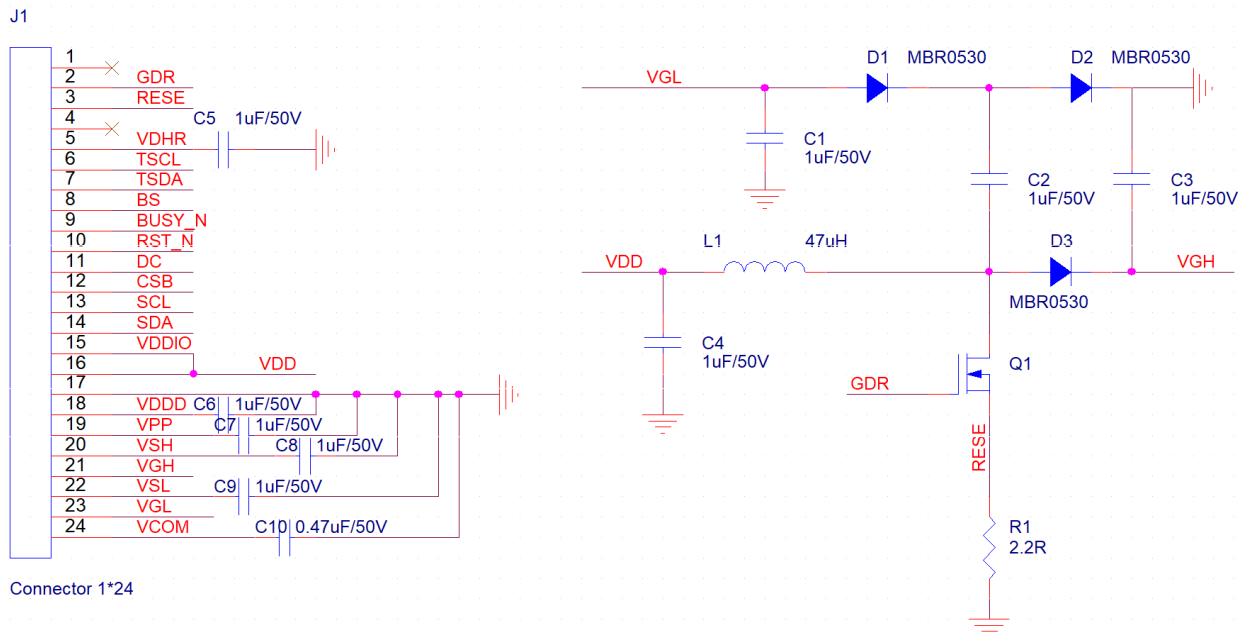 J1
1
2 GDR
3 RESE
4
C5 1uF/50V
5 VDHR
6 TSCL
7 TSDA
8 BS
9 BUSY_N
10 RST_N
11 DC
12 CSB
13 SCL
14 SDA
15 VDDIO
16 VDD
17
18 VDDD C6 1uF/50V
19 VPP C7 1uF/50V
20 VSH C8 1uF/50V
21 VGH
22 VSL C9 1uF/50V
23 VGL
24 VCOM C10 0.47uF/50V
Connector 1*24
D1 MBR0530 D2 MBR0530
VGL
C1
1uF/50V
C2
1uF/50V
C3
1uF/50V
L1 47uH D3
VDD VGH
MBR0530
C4
1uF/50V
Q1
GDR
RESE
R1
2.2R